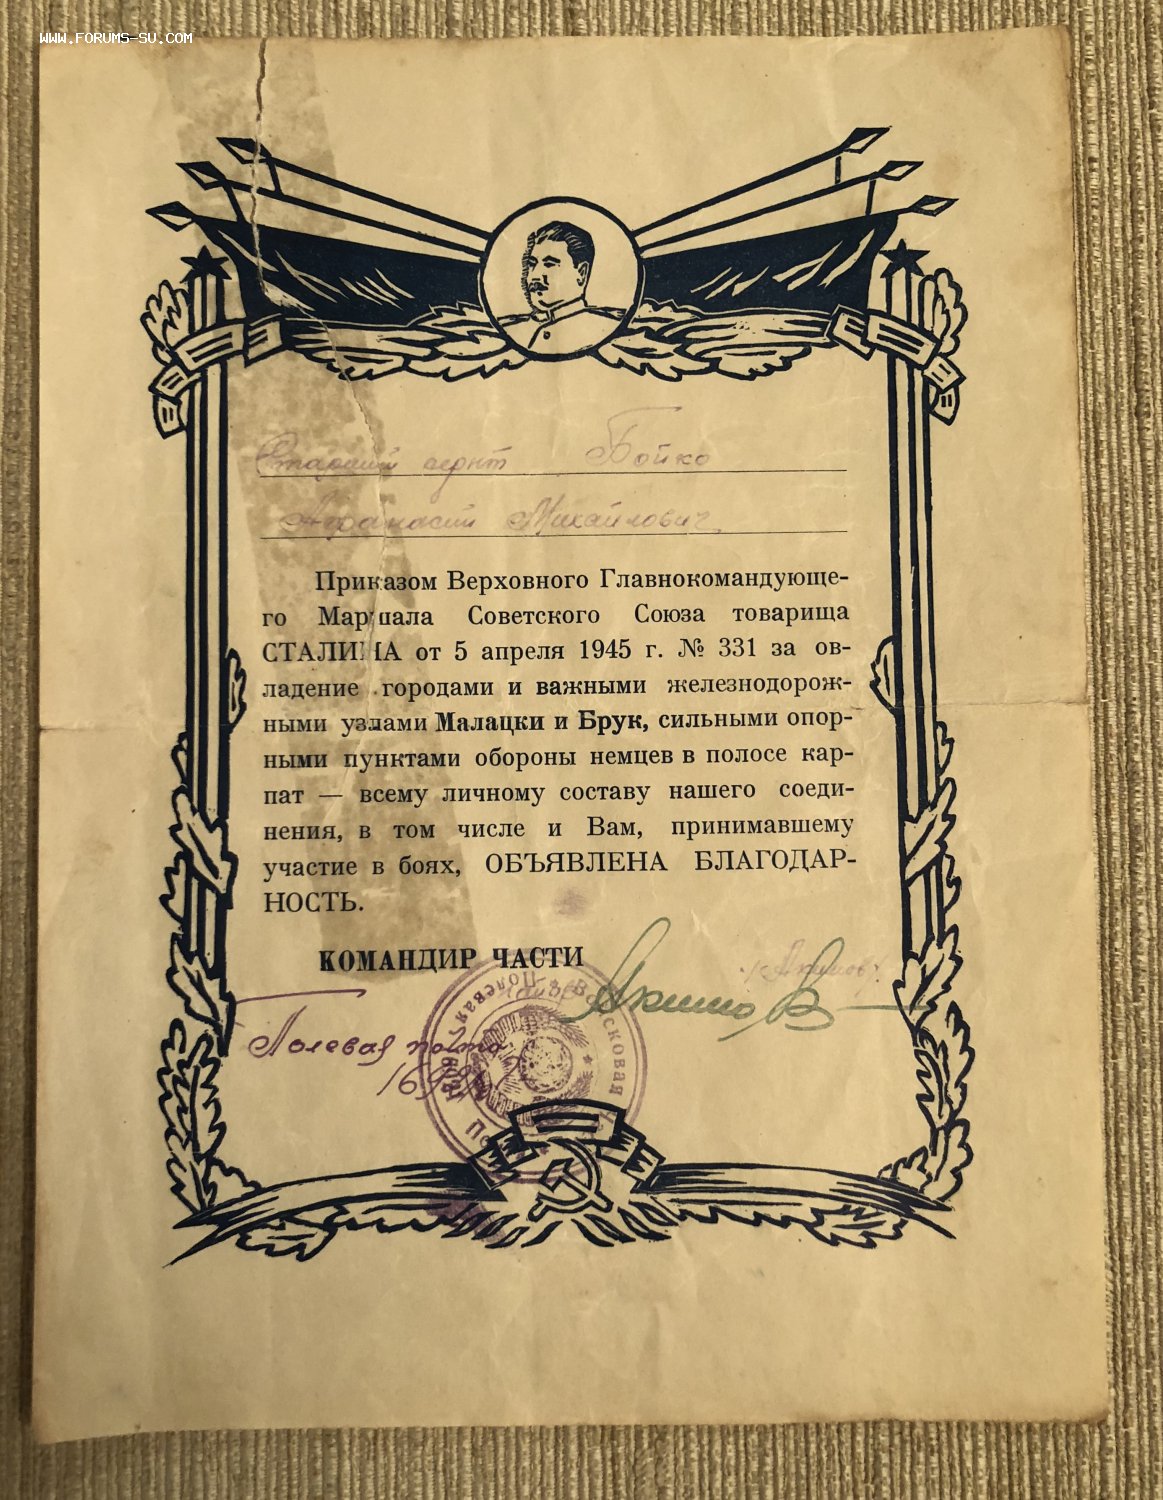 WWW.FORUMS-SU.COM
Старший сернт Бойко
Афанасий Михайлович
Приказом Верховного Главнокомандующе-
го Маршала Советского Союза товарища
СТАЛИНА от 5 апреля 1945 г. № 331 за ов-
ладение городами и важными железнодорож-
ными узлами Малацки и Брук, сильными опор-
ными пунктами обороны немцев в полосе кар-
пат — всему личному составу нашего соеди-
нения, в том числе и Вам, принимавшему
участие в боях, ОБЪЯВЛЕНА БЛАГОДАР-
НОСТЬ.
КОМАНДИР ЧАСТИ
/Акимов/
Полевая почта